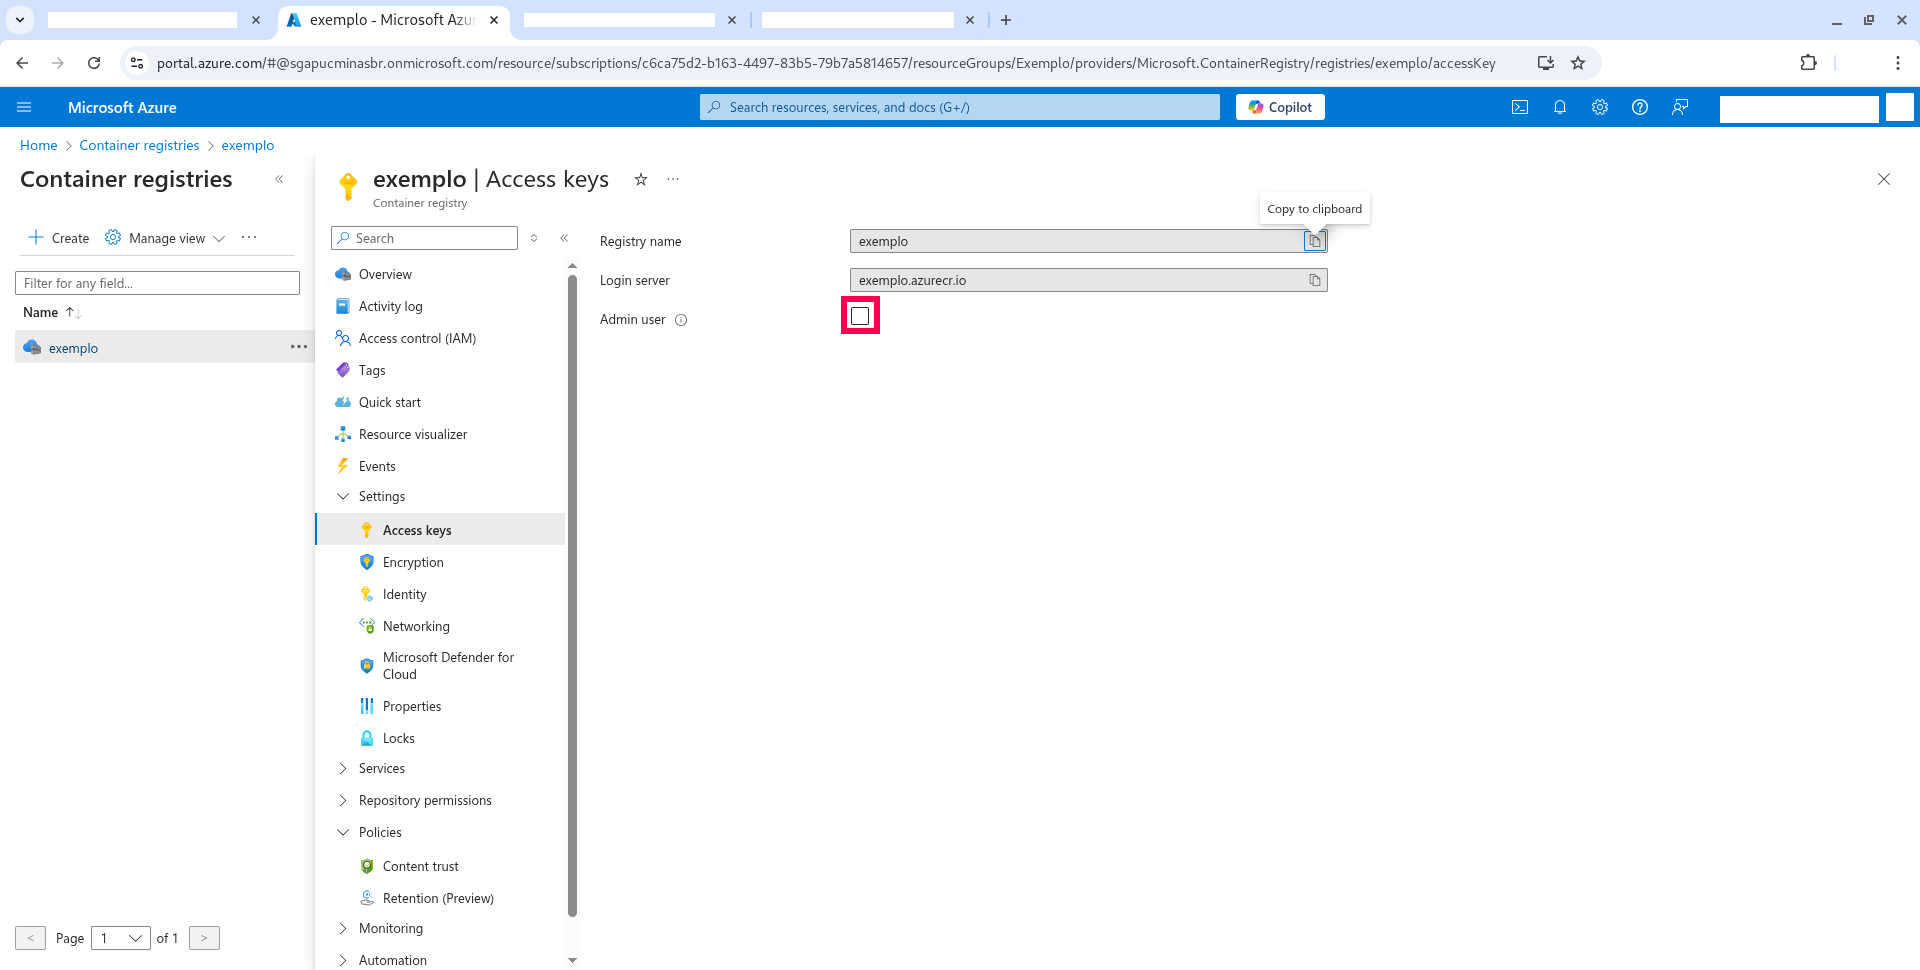 exemplo - Microsoft Azur
portal.azure.com/#@sgapucminasbr.onmicrosoft.com/resource/subscriptions/c6ca75d2-b163-4497-83b5-79b7a5814657/resourceGroups/Exemplo/providers/Microsoft.ContainerRegistry/registries/exemplo/accessKey
Microsoft Azure
Search resources, services, and docs (G+/)
Copilot
Home > Container registries > exemplo
Container registries
Create
Manage view
Filter for any field...
Name
exemplo
Page 1 of 1
exemplo | Access keys
Container registry
Search
Overview
Activity log
Access control (IAM)
Tags
Quick start
Resource visualizer
Events
Settings
Access keys
Encryption
Identity
Networking
Microsoft Defender for
Cloud
Properties
Locks
Services
Repository permissions
Policies
Content trust
Retention (Preview)
Monitoring
Automation
Copy to clipboard
Registry name
exemplo
Login server
exemplo.azurecr.io
Admin user